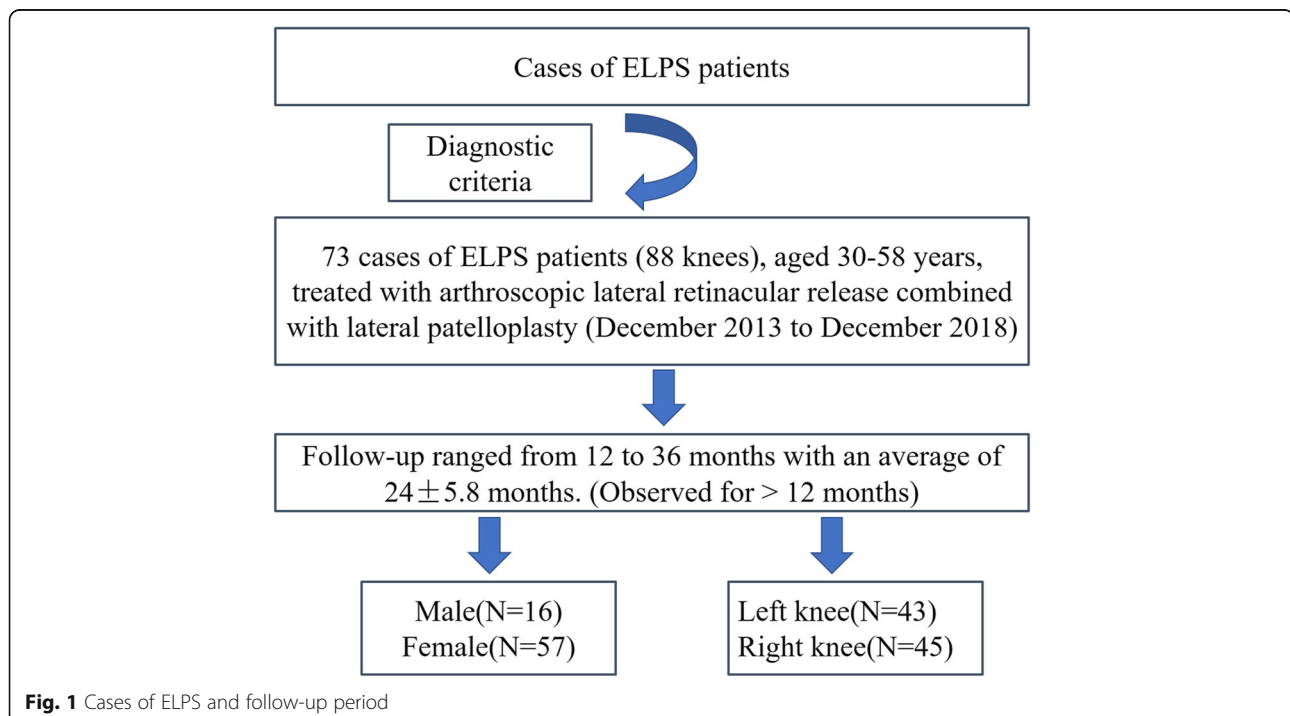 Cases of ELPS patients
Diagnostic
criteria
73 cases of ELPS patients (88 knees), aged 30-58 years,
treated with arthroscopic lateral retinacular release combined
with lateral patelloplasty (December 2013 to December 2018)
Follow-up ranged from 12 to 36 months with an average of
24±5.8 months. (Observed for > 12 months)
Male(N=16)
Female(N=57)
Left knee(N=43)
Right knee(N=45)
Fig. 1 Cases of ELPS and follow-up period